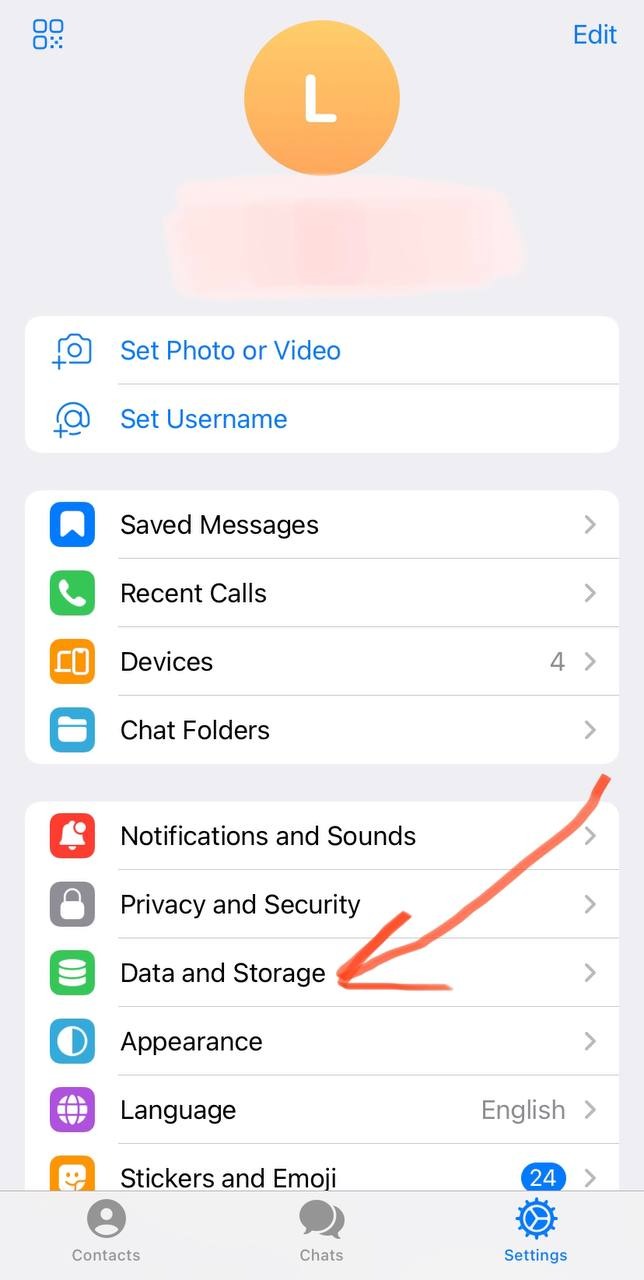 Edit
L
Set Photo or Video
Set Username
Saved Messages
Recent Calls
Devices 4
Chat Folders
Notifications and Sounds
Privacy and Security
Data and Storage
Appearance
Language English
Stickers and Emoji 24
Contacts Chats Settings